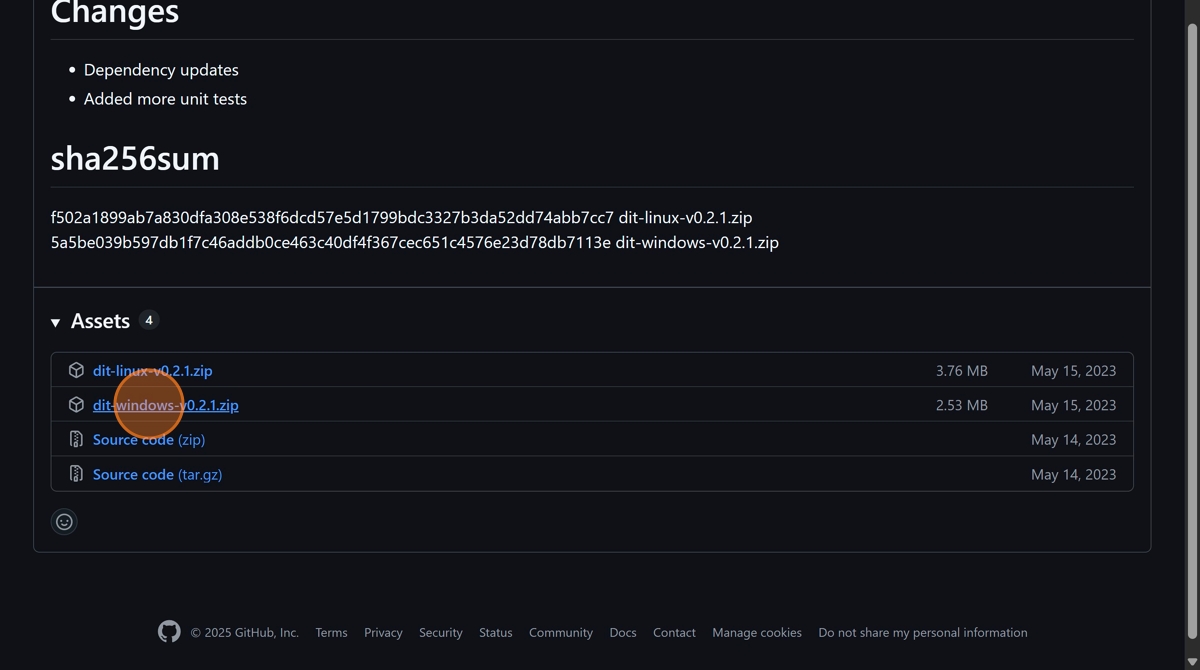 Changes
Dependency updates
Added more unit tests
sha256sum
f502a1899ab7a830dfa308e538f6dcd57e5d1799bdc3327b3da52dd74abb7cc7 dit-linux-v0.2.1.zip
5a5be039b597db1f7c46addb0ce463c40df4f367cec651c4576e23d78db7113e dit-windows-v0.2.1.zip
Assets 4
dit-linux-v0.2.1.zip 3.76 MB May 15, 2023
dit-windows-v0.2.1.zip 2.53 MB May 15, 2023
Source code (zip) May 14, 2023
Source code (tar.gz) May 14, 2023
© 2025 GitHub, Inc. Terms Privacy Security Status Community Docs Contact Manage cookies Do not share my personal information